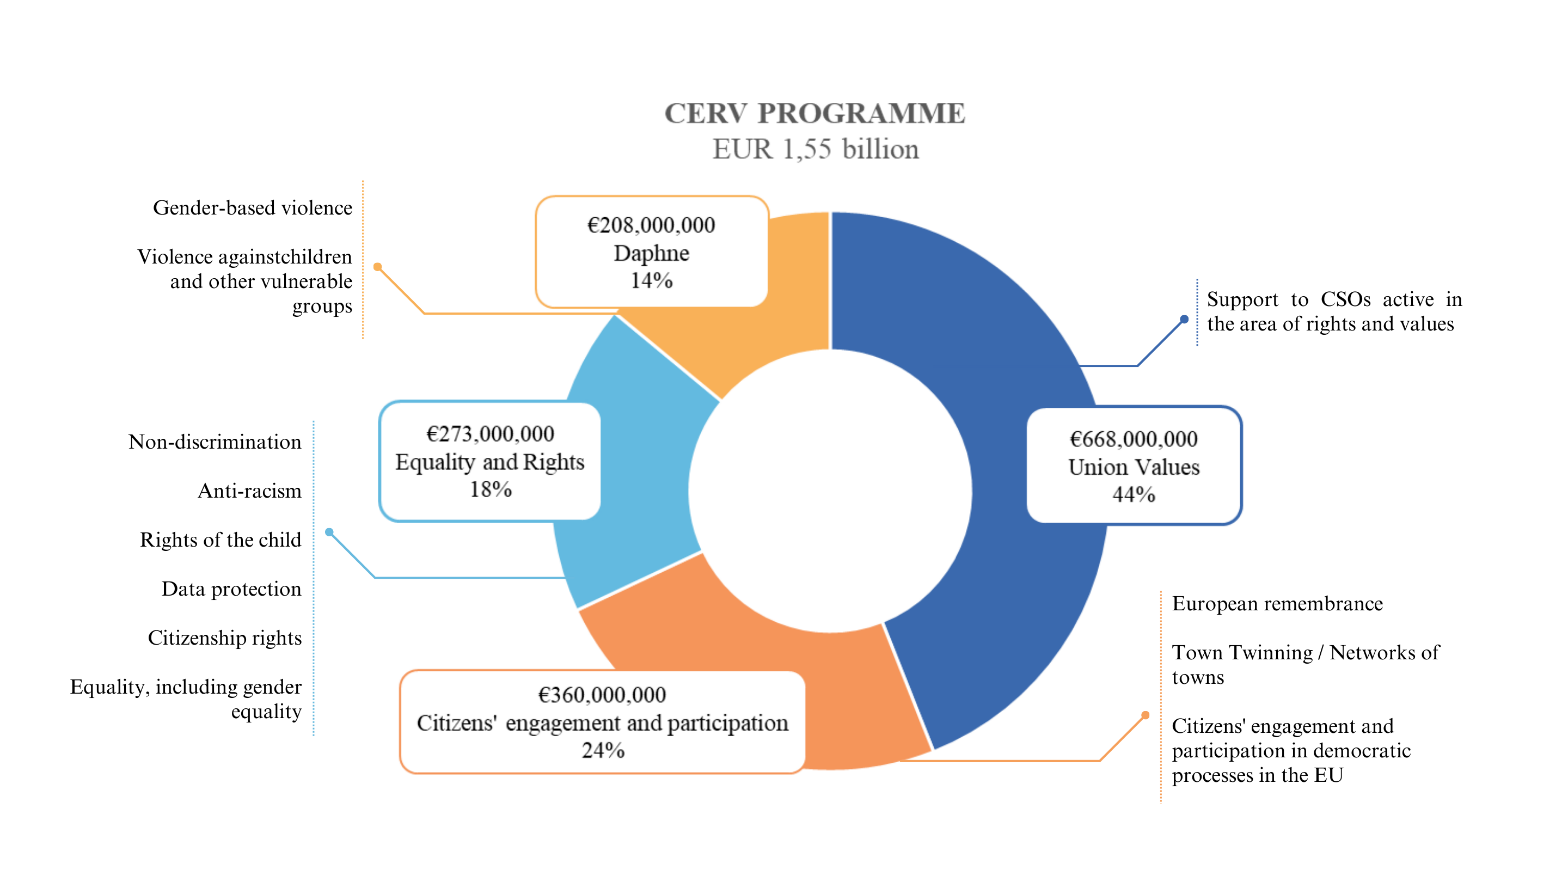 CERV PROGRAMME
EUR 1,55 billion
Gender-based violence
Violence againstchildren
and other vulnerable
groups
€208,000,000
Daphne
14%
Support to CSOs active in
the area of rights and values
€668,000,000
Union Values
44%
€273,000,000
Equality and Rights
18%
Non-discrimination
Anti-racism
Rights of the child
Data protection
Citizenship rights
Equality, including gender
equality
€360,000,000
Citizens' engagement and participation
24%
European remembrance
Town Twinning / Networks of
towns
Citizens' engagement and
participation in democratic
processes in the EU